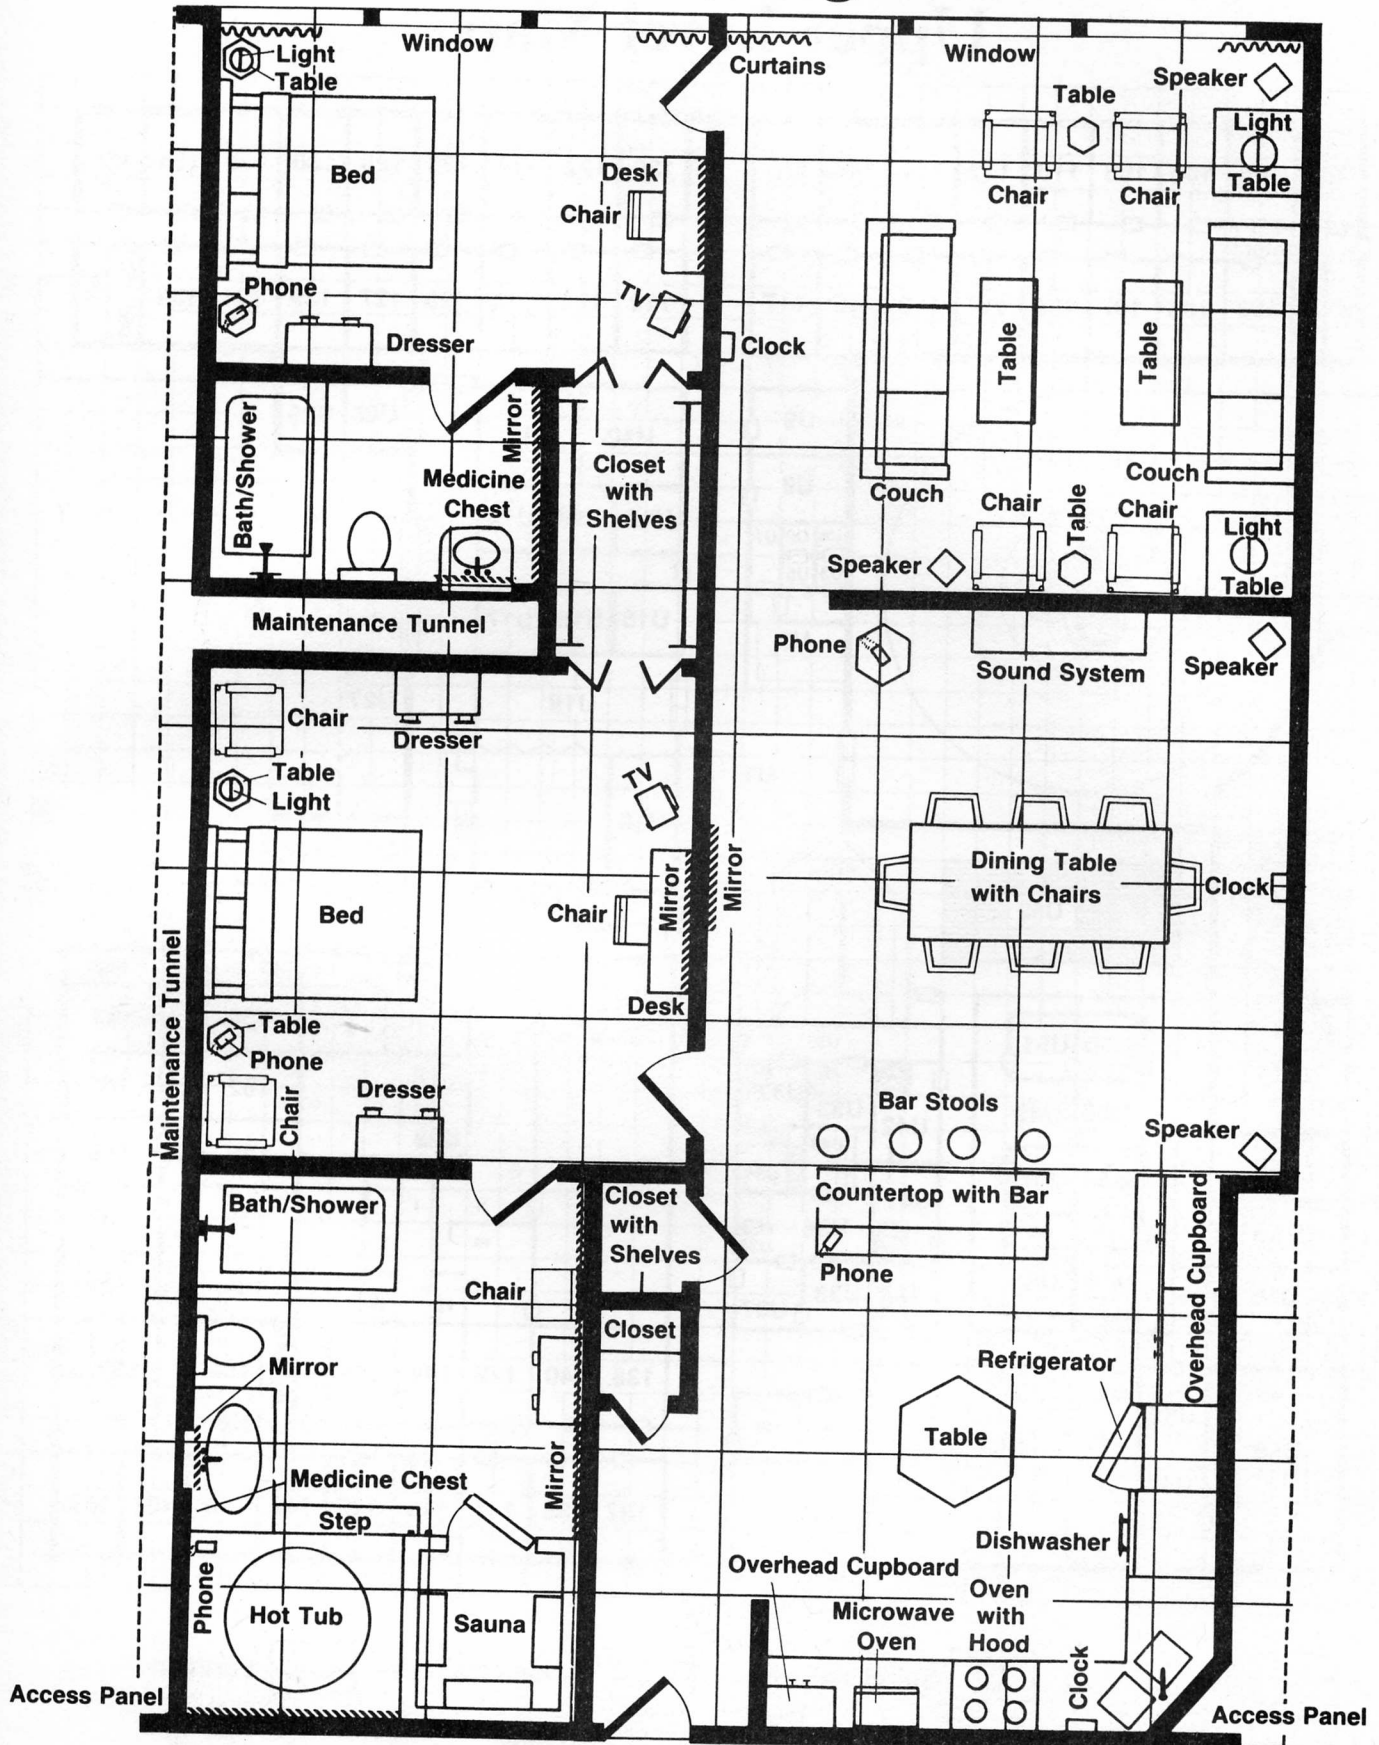 Window
Light
Table
Curtains
Window
Speaker
Table
Light
Table
Bed
Desk
Chair
Chair
Chair
Phone
TV
Dresser
Clock
Table
Table
Bath/Shower
Mirror
Medicine
Chest
Closet
with
Shelves
Couch
Couch
Chair
Table
Chair
Speaker
Light
Table
Maintenance Tunnel
Phone
Sound System
Speaker
Chair
Dresser
Table
Light
TV
Bed
Chair
Mirror
Mirror
Desk
Dining Table
with Chairs
Clock
Maintenance Tunnel
Table
Phone
Chair
Dresser
Bar Stools
Speaker
Bath/Shower
Closet
with
Shelves
Countertop with Bar
Phone
Overhead Cupboard
Chair
Closet
Mirror
Refrigerator
Table
Medicine Chest
Mirror
Step
Dishwasher
Phone
Hot Tub
Sauna
Overhead Cupboard
Microwave
Oven
Oven
with
Hood
Clock
Access Panel
Access Panel